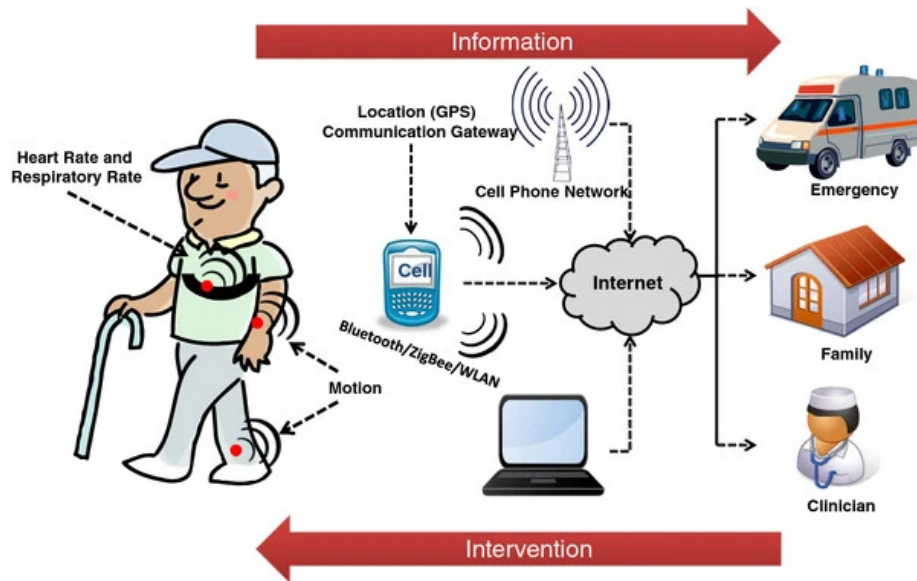 Information
Location (GPS)
Communication Gateway
Heart Rate and
Respiratory Rate
Cell Phone Network
Emergency
Cell
Internet
Bluetooth/ZigBee/WLAN
Family
Motion
Clinician
Intervention